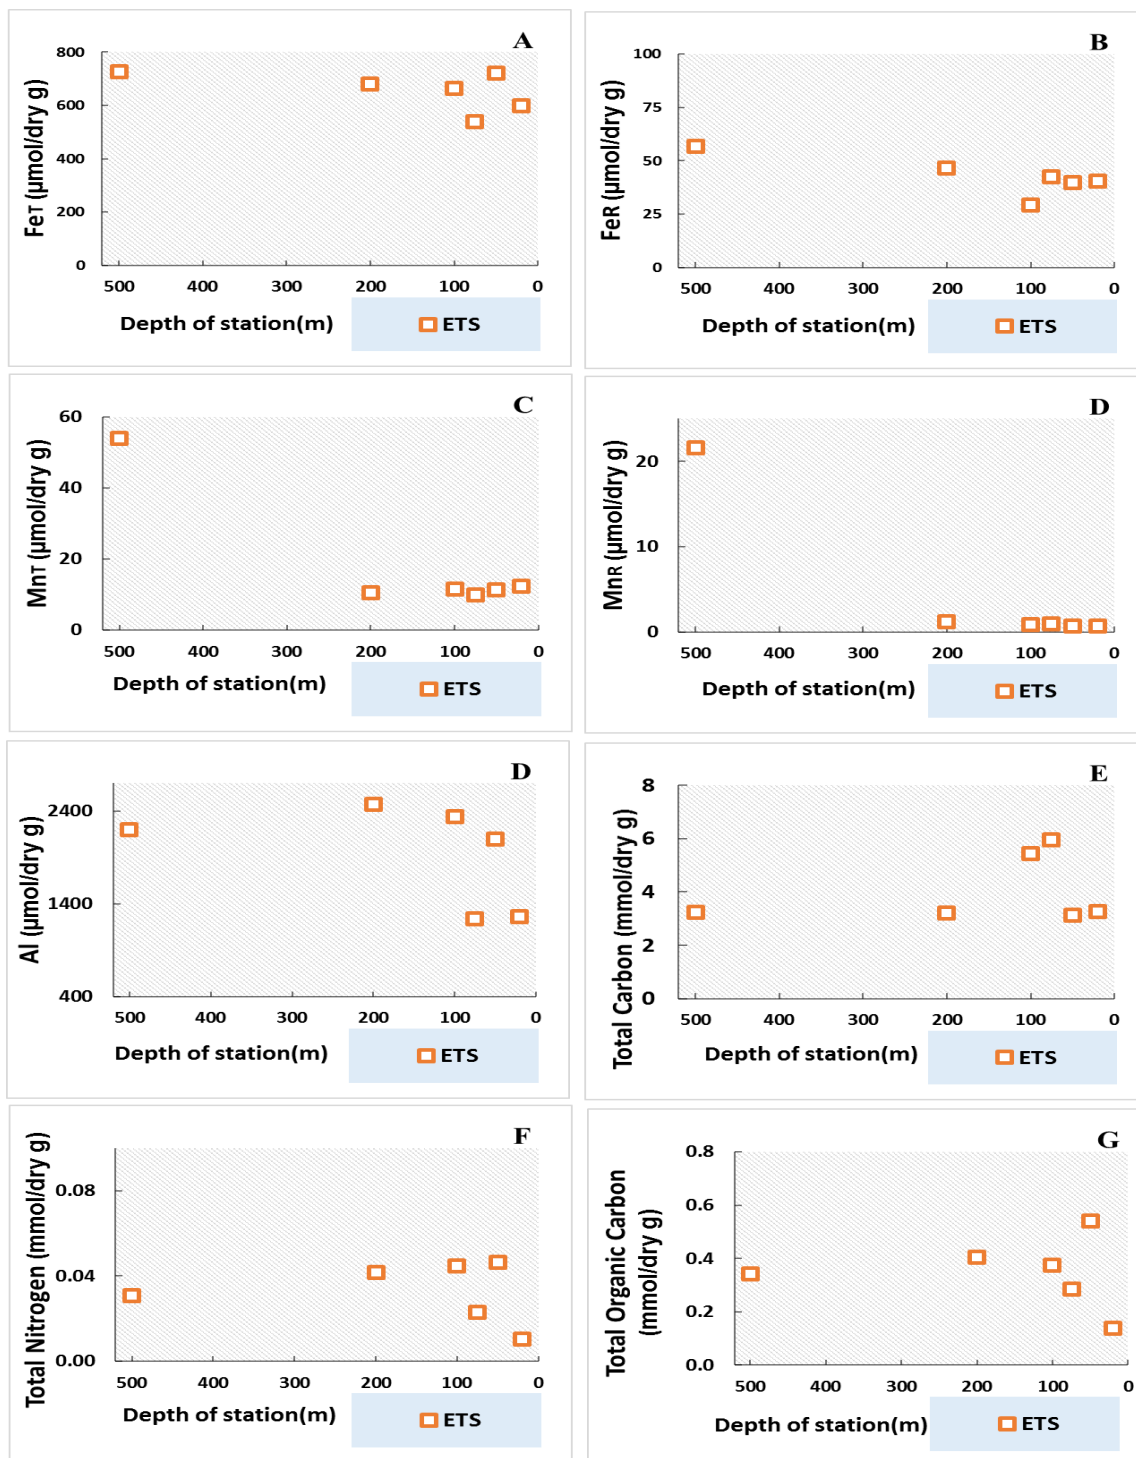 A
FeT (µmol/dry g)
800
600
400
200
0
500 400 300 200 100 0
Depth of station(m)
ETS
B
FeR (µmol/dry g)
100
75
50
25
0
500 400 300 200 100 0
Depth of station(m)
ETS
C
MnT (µmol/dry g)
60
40
20
0
500 400 300 200 100 0
Depth of station(m)
ETS
D
MnR (µmol/dry g)
20
10
0
500 400 300 200 100 0
Depth of station(m)
ETS
D
Al (µmol/dry g)
2400
1400
400
500 400 300 200 100 0
Depth of station(m)
ETS
E
Total Carbon (mmol/dry g)
8
6
4
2
0
500 400 300 200 100 0
Depth of station(m)
ETS
F
Total Nitrogen (mmol/dry g)
0.08
0.04
0.00
500 400 300 200 100 0
Depth of station(m)
ETS
G
Total Organic Carbon
(mmol/dry g)
0.8
0.6
0.4
0.2
0.0
500 400 300 200 100 0
Depth of station(m)
ETS